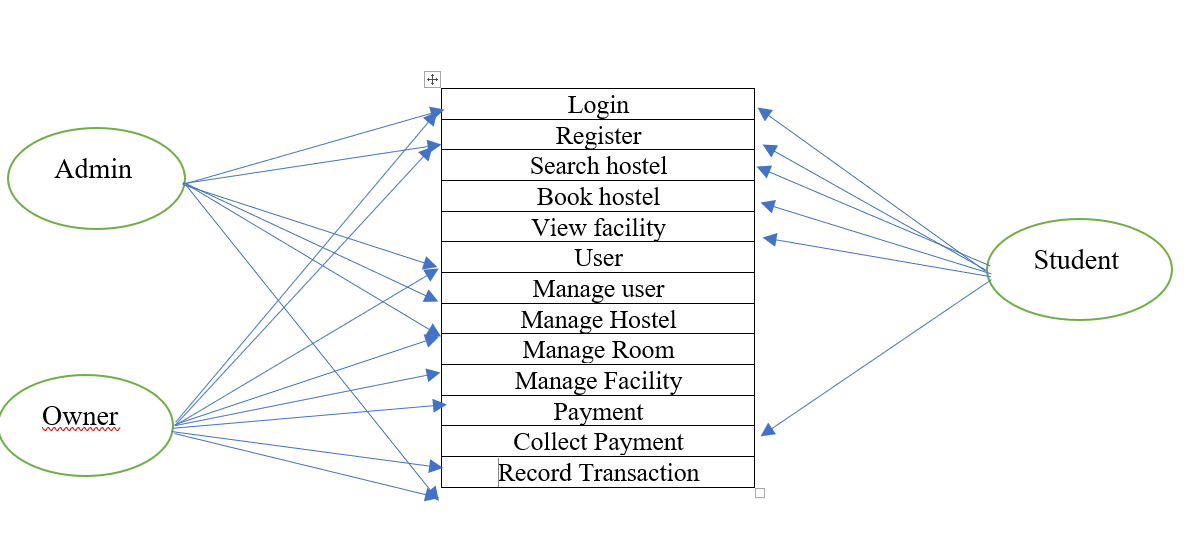 Admin
Owner
Login
Register
Search hostel
Book hostel
View facility
User
Manage user
Manage Hostel
Manage Room
Manage Facility
Payment
Collect Payment
Record Transaction
Student